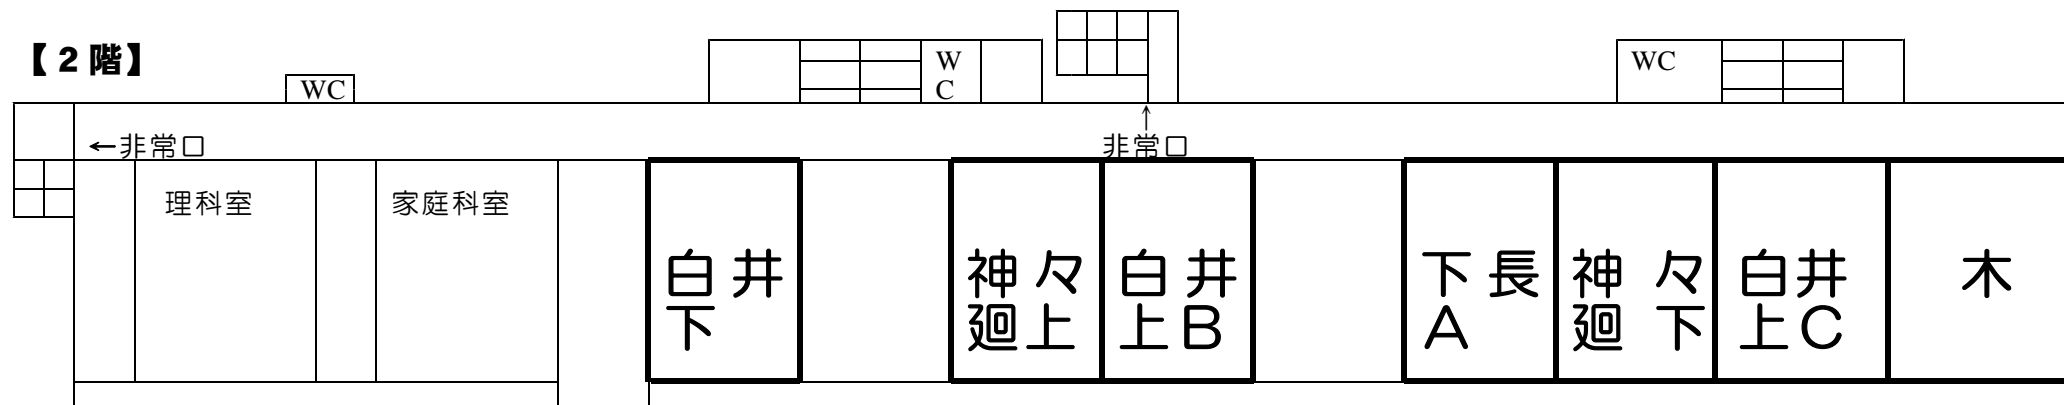 【２階】
WC
W
C
WC
←非常口
↑
非常口
理科室
家庭科室
白井
下
神々
廻上
白井
上B
下長
A
神々
廻下
白井
上C
木